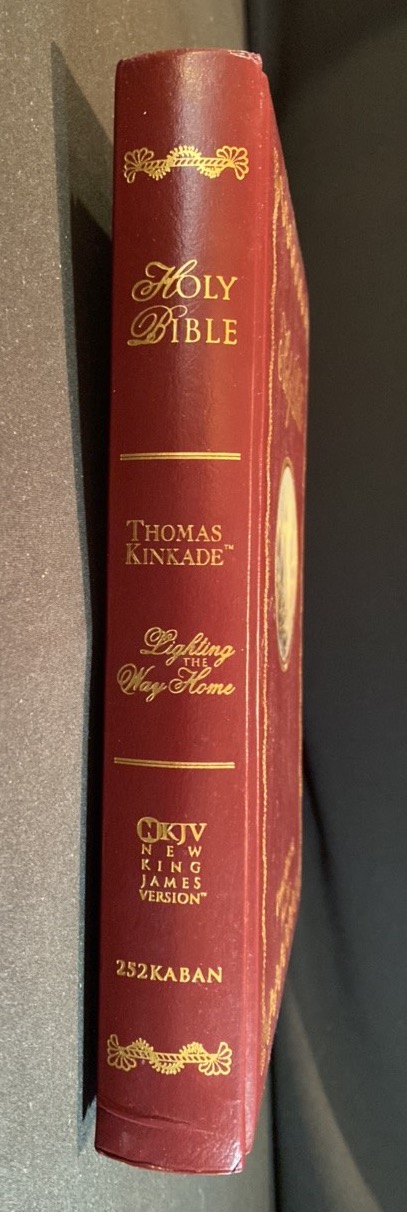 HOLY
BIBLE
THOMAS
KINKADE™
Lighting
THE
Way Home
NKJV
NEW
KING
JAMES
VERSION™
252KABAN